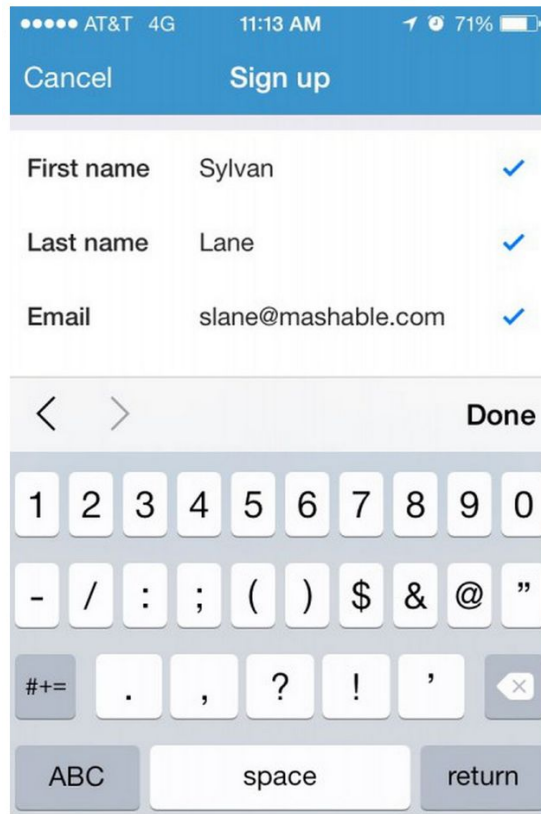 AT&T 4G 11:13 AM 71%
Cancel Sign up
First name Sylvan
Last name Lane
Email slane@mashable.com
Done
1 2 3 4 5 6 7 8 9 0
- / : ; ( ) $ & @ ”
#+= . , ? ! ’
ABC space return